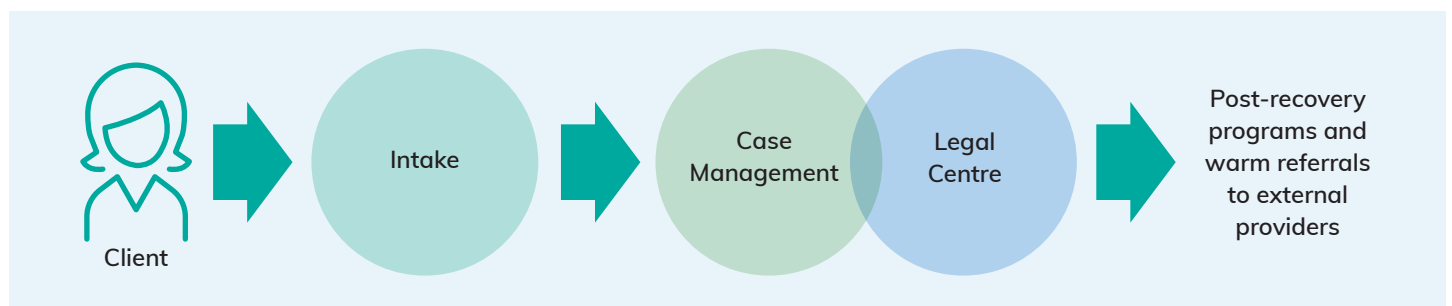 Client
Intake
Case
Management
Legal
Centre
Post-recovery
programs and
warm referrals
to external
providers